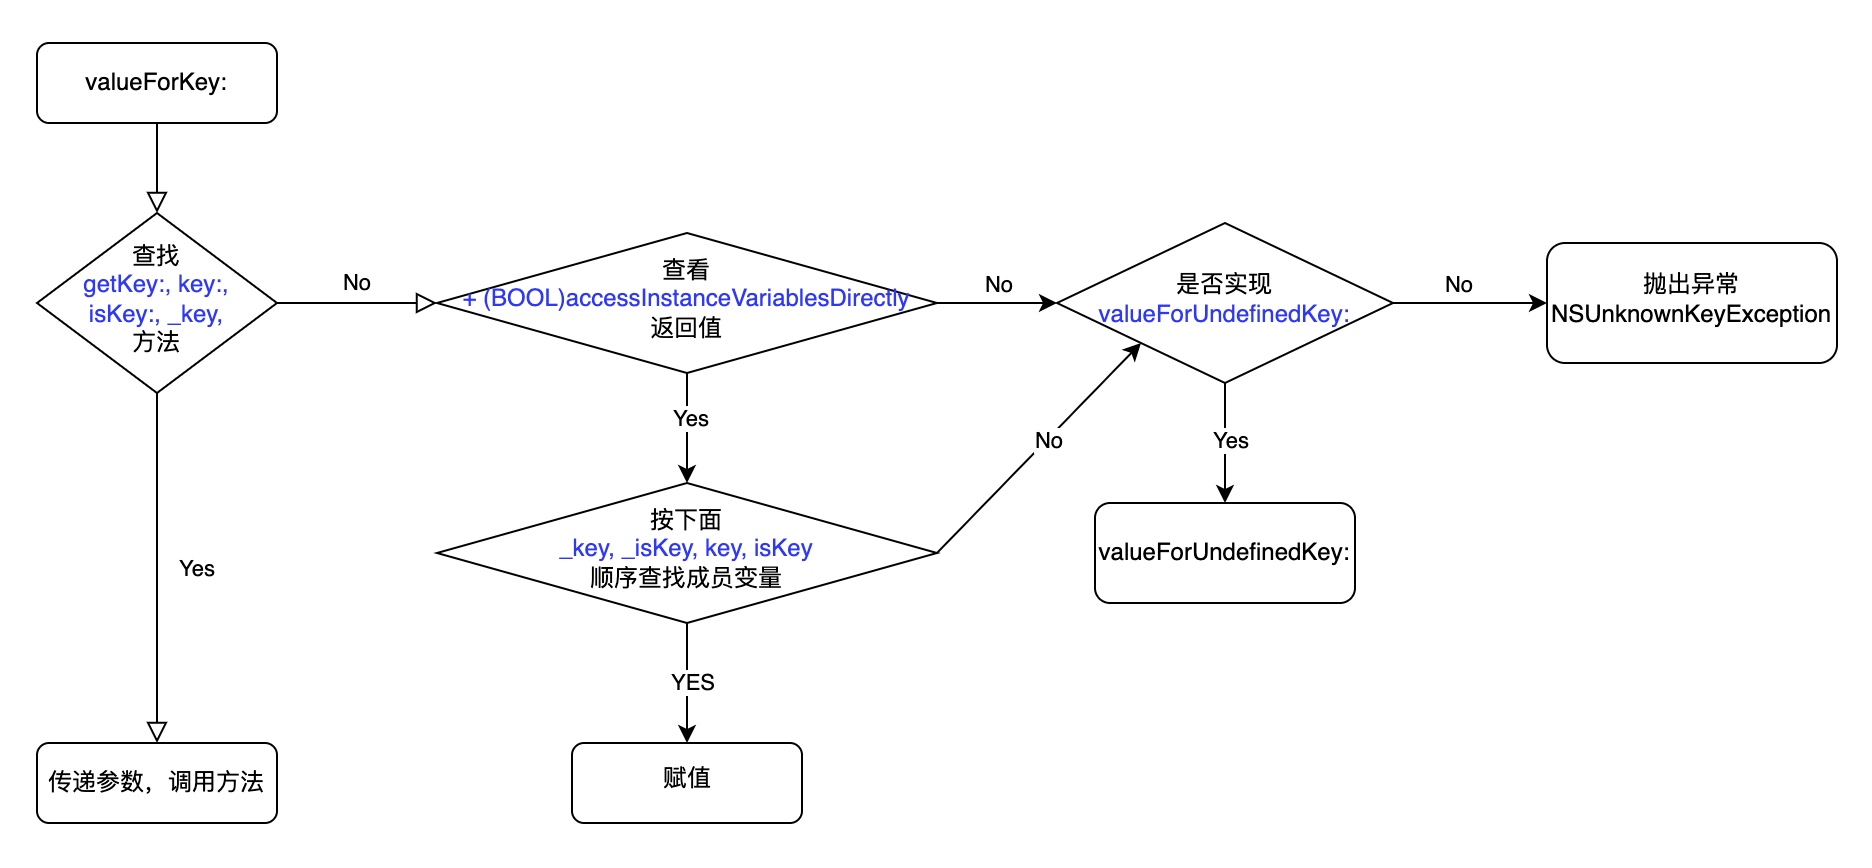 valueForKey:
查找
getKey:, key:,
isKey:, _key,
方法
No
查看
+ (BOOL)accessInstanceVariablesDirectly
返回值
No
是否实现
valueForUndefinedKey:
No
抛出异常
NSUnknownKeyException
Yes
按下面
_key, _isKey, key, isKey
顺序查找成员变量
No
Yes
valueForUndefinedKey:
Yes
YES
传递参数，调用方法
赋值